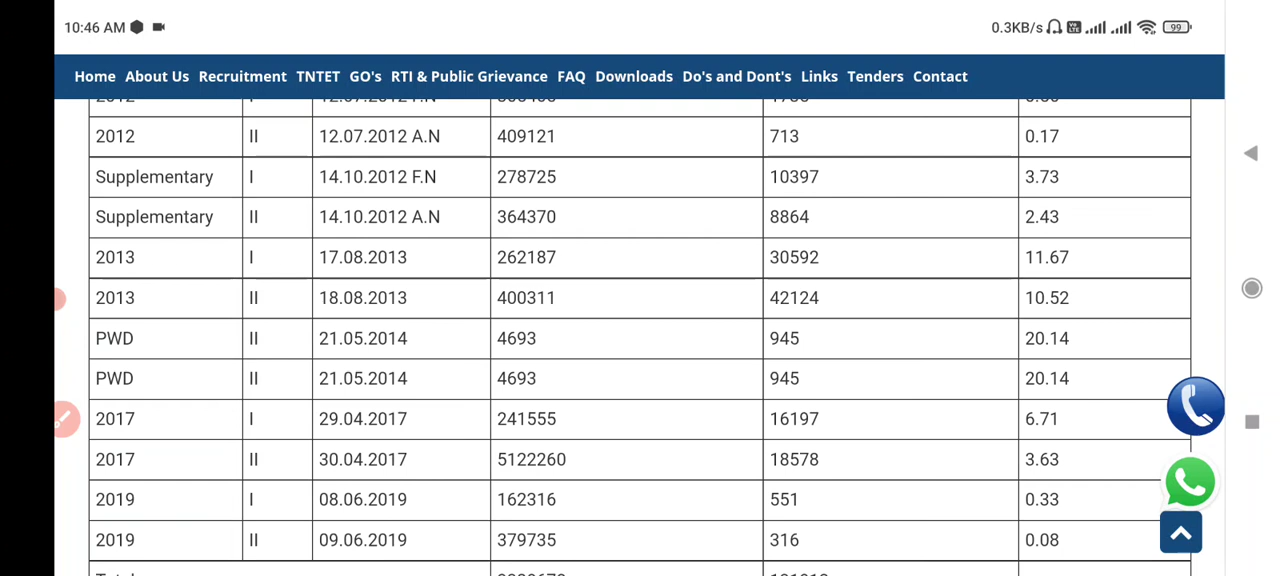 10:46 AM 0.3KB/s 99
Home About Us Recruitment TNTET GO's RTI & Public Grievance FAQ Downloads Do's and Dont's Links Tenders Contact
2012 II 12.07.2012 A.N 409121 713 0.17
Supplementary I 14.10.2012 F.N 278725 10397 3.73
Supplementary II 14.10.2012 A.N 364370 8864 2.43
2013 I 17.08.2013 262187 30592 11.67
2013 II 18.08.2013 400311 42124 10.52
PWD II 21.05.2014 4693 945 20.14
PWD II 21.05.2014 4693 945 20.14
2017 I 29.04.2017 241555 16197 6.71
2017 II 30.04.2017 5122260 18578 3.63
2019 I 08.06.2019 162316 551 0.33
2019 II 09.06.2019 379735 316 0.08